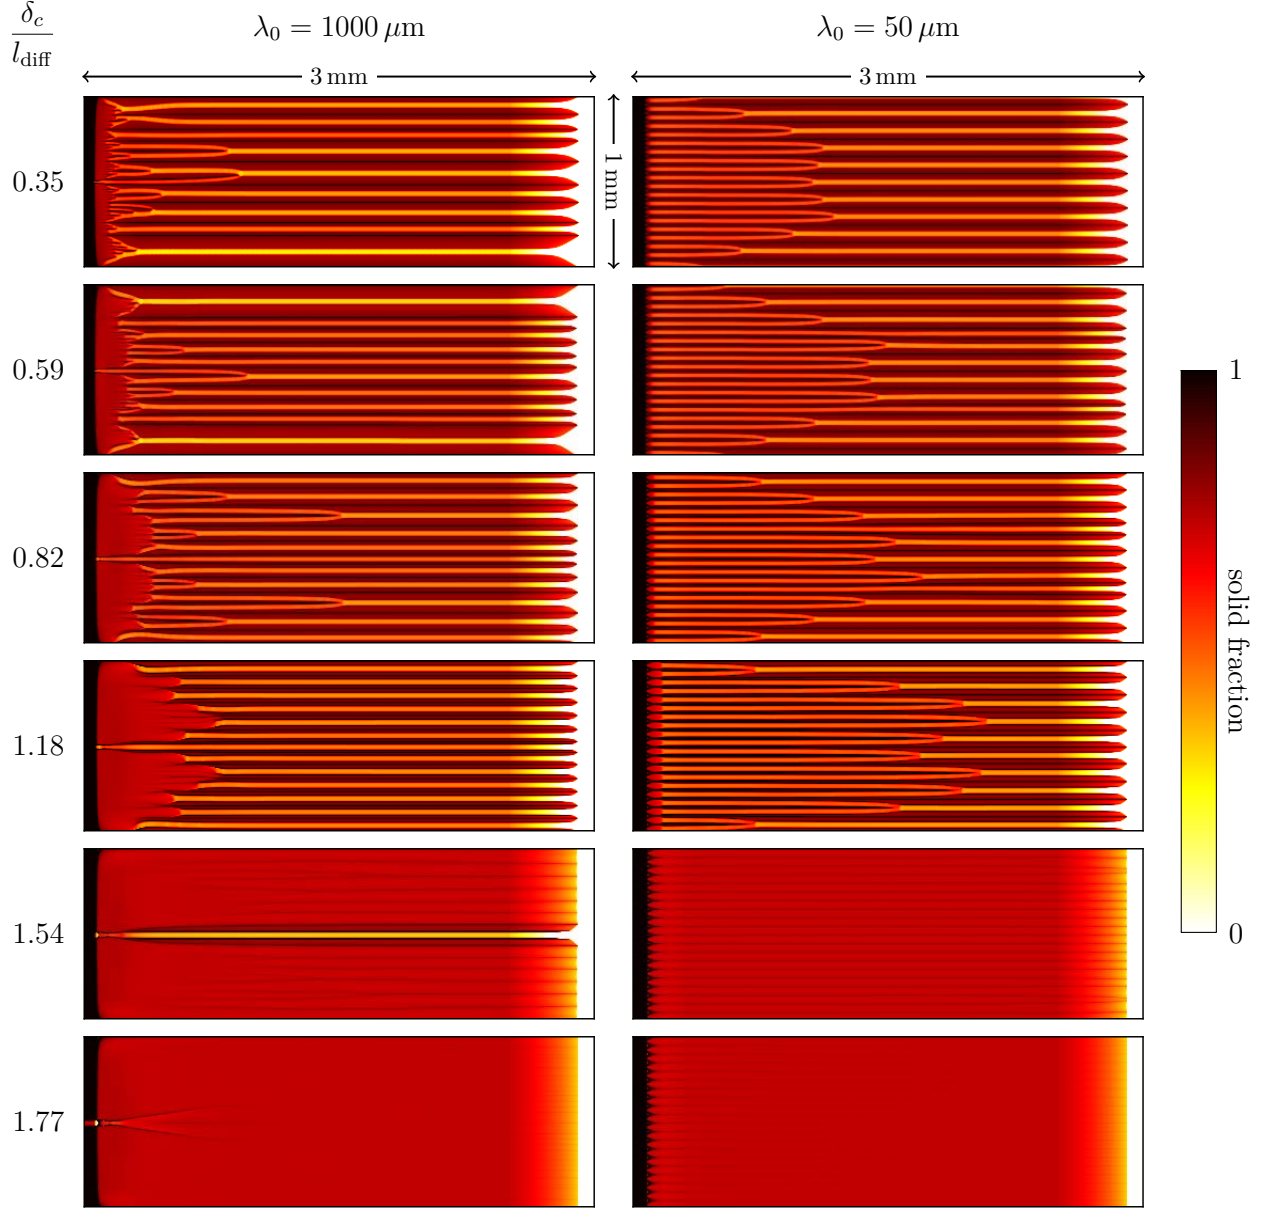 δc
ldiff
λ0 = 1000 μm
λ0 = 50 μm
3 mm
3 mm
0.35
1 mm
0.59
0.82
1.18
1.54
1.77
1
solid fraction
0